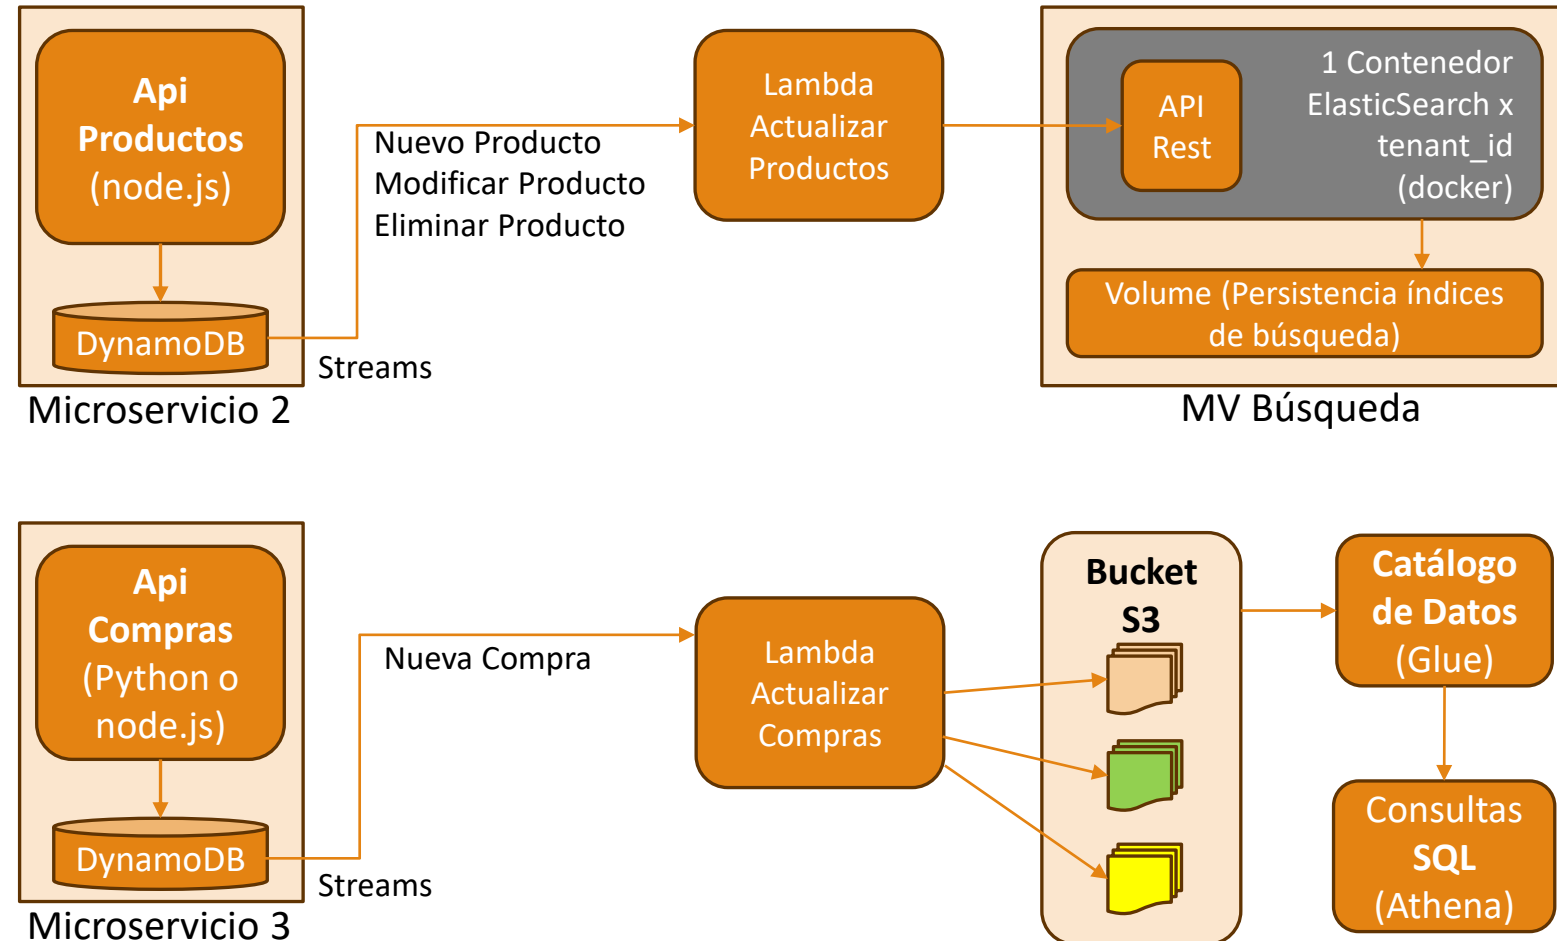 Api
Productos
(node.js)
DynamoDB
Streams
Microservicio 2
Nuevo Producto
Modificar Producto
Eliminar Producto
Lambda
Actualizar
Productos
API
Rest
1 Contenedor
ElasticSearch x
tenant_id
(docker)
Volume (Persistencia índices
de búsqueda)
MV Búsqueda
Api
Compras
(Python o
node.js)
DynamoDB
Streams
Microservicio 3
Nueva Compra
Lambda
Actualizar
Compras
Bucket
S3
Catálogo
de Datos
(Glue)
Consultas
SQL
(Athena)